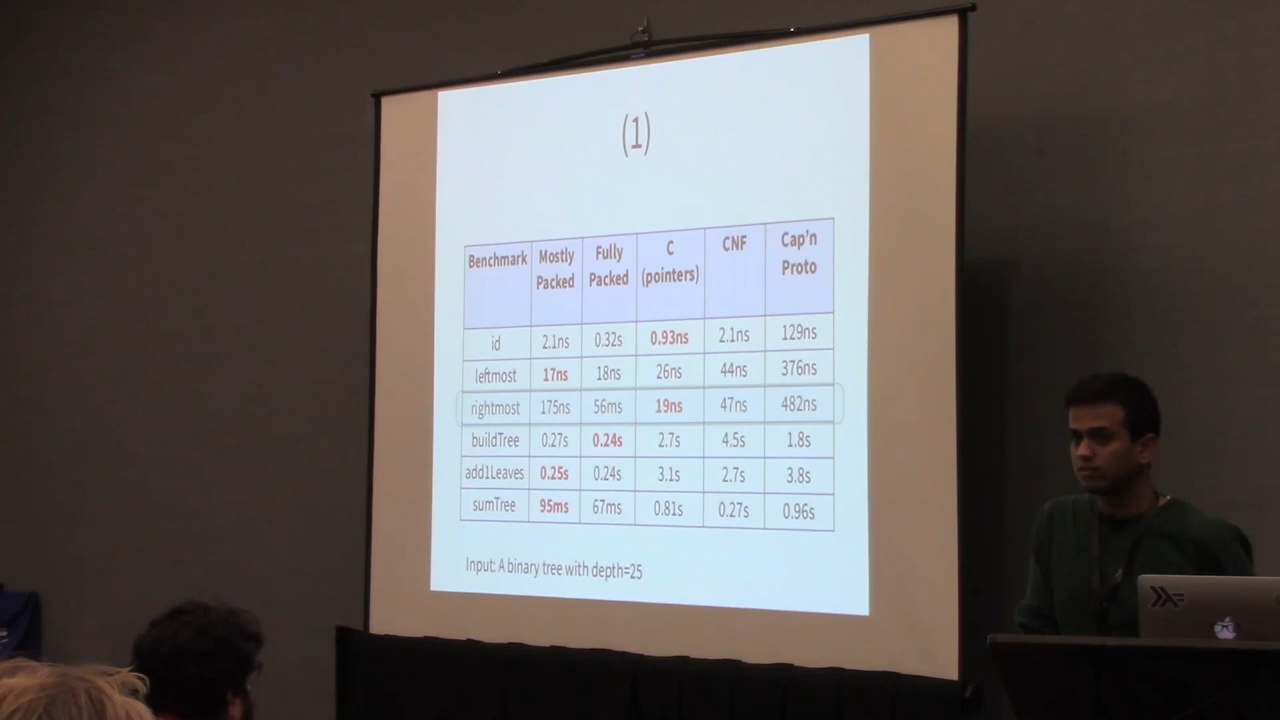 (1)
Benchmark Mostly Packed Fully Packed C (pointers) CNF Cap'n Proto
id 2.1ns 0.32s 0.93ns 2.1ns 129ns
leftmost 17ns 18ns 26ns 44ns 376ns
rightmost 175ns 56ms 19ns 47ns 482ns
buildTree 0.27s 0.24s 2.7s 4.5s 1.8s
add1Leaves 0.25s 0.24s 3.1s 2.7s 3.8s
sumTree 95ms 67ms 0.81s 0.27s 0.96s
Input: A binary tree with depth=25